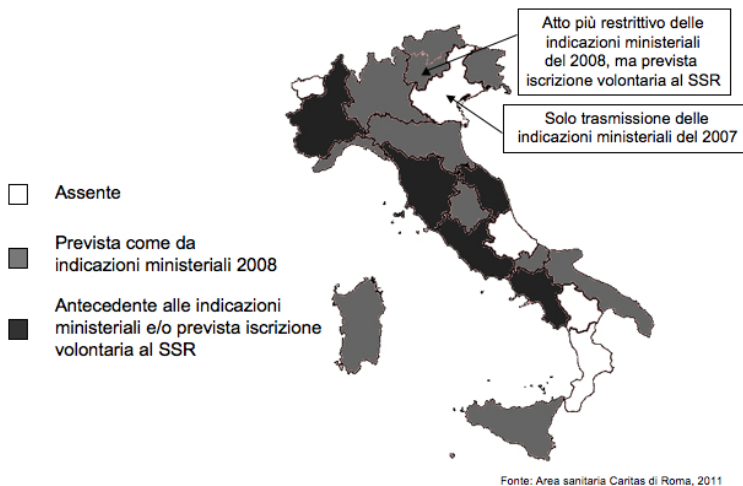 Atto più restrittivo delle
indicazioni ministeriali
del 2008, ma prevista
iscrizione volontaria al SSR
Solo trasmissione delle
indicazioni ministeriali del 2007
Assente
Prevista come da
indicazioni ministeriali 2008
Antecedente alle indicazioni
ministeriali e/o prevista iscrizione
volontaria al SSR
Fonte: Area sanitaria Caritas di Roma, 2011